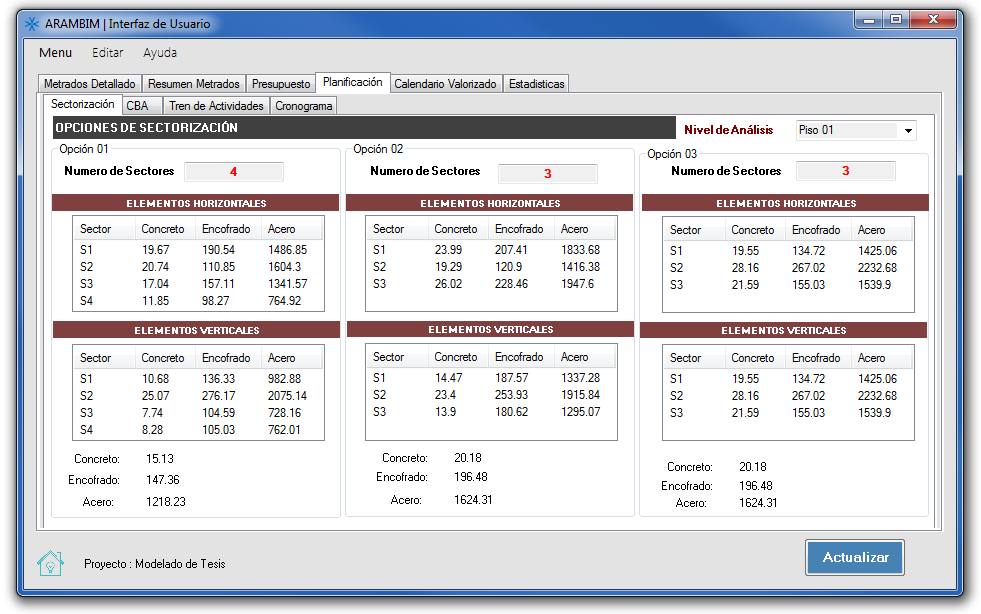 ARAMBIM | Interfaz de Usuario
Menu Editar Ayuda
Metrados Detallado Resumen Metrados Presupuesto Planificación Calendario Valorizado Estadisticas
Sectorización CBA Tren de Actividades Cronograma
OPCIONES DE SECTORIZACIÓN
Nivel de Análisis Piso 01
Opción 01
Numero de Sectores 4
ELEMENTOS HORIZONTALES
Sector Concreto Encofrado Acero
S1 19.67 190.54 1486.85
S2 20.74 110.85 1604.3
S3 17.04 157.11 1341.57
S4 11.85 98.27 764.92
ELEMENTOS VERTICALES
Sector Concreto Encofrado Acero
S1 10.68 136.33 982.88
S2 25.07 276.17 2075.14
S3 7.74 104.59 728.16
S4 8.28 105.03 762.01
Concreto: 15.13
Encofrado: 147.36
Acero: 1218.23
Opción 02
Numero de Sectores 3
ELEMENTOS HORIZONTALES
Sector Concreto Encofrado Acero
S1 23.99 207.41 1833.68
S2 19.29 120.9 1416.38
S3 26.02 228.46 1947.6
ELEMENTOS VERTICALES
Sector Concreto Encofrado Acero
S1 14.47 187.57 1337.28
S2 23.4 253.93 1915.84
S3 13.9 180.62 1295.07
Concreto: 20.18
Encofrado: 196.48
Acero: 1624.31
Opción 03
Numero de Sectores 3
ELEMENTOS HORIZONTALES
Sector Concreto Encofrado Acero
S1 19.55 134.72 1425.06
S2 28.16 267.02 2232.68
S3 21.59 155.03 1539.9
ELEMENTOS VERTICALES
Sector Concreto Encofrado Acero
S1 19.55 134.72 1425.06
S2 28.16 267.02 2232.68
S3 21.59 155.03 1539.9
Concreto: 20.18
Encofrado: 196.48
Acero: 1624.31
Proyecto : Modelado de Tesis
Actualizar